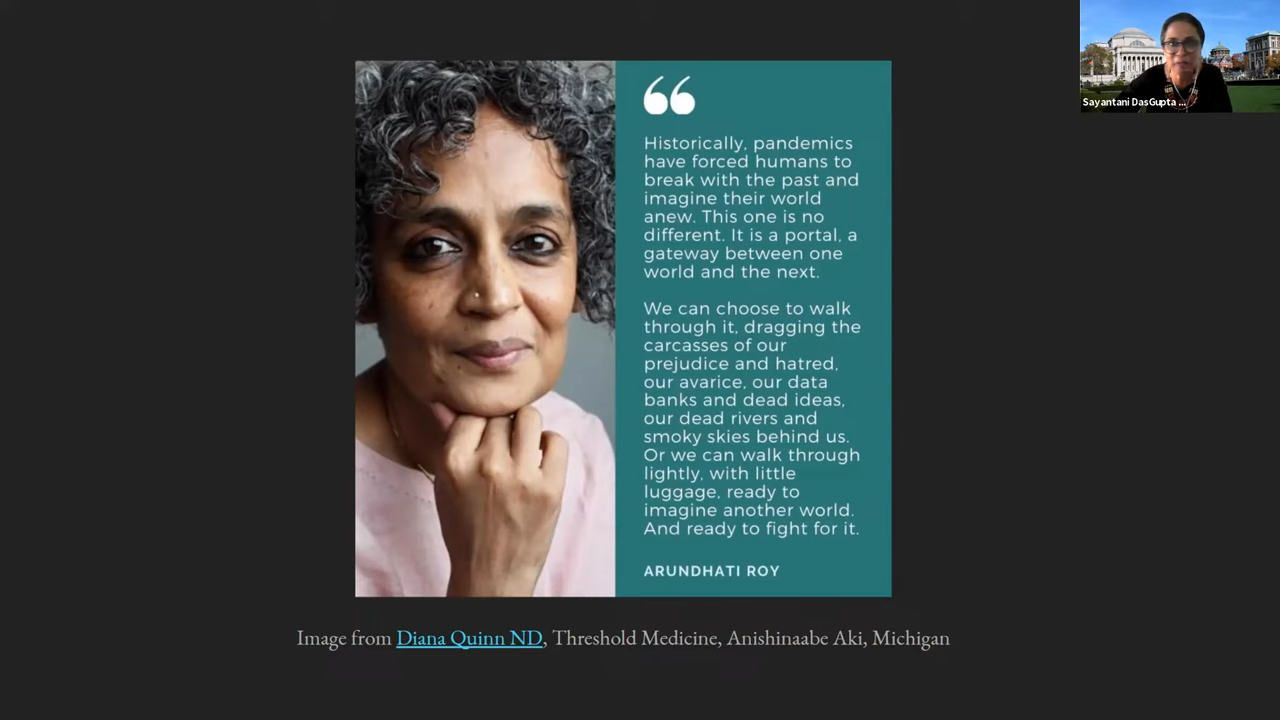 Sayantani DasGupta ...
Historically, pandemics
have forced humans to
break with the past and
imagine their world
anew. This one is no
different. It is a portal, a
gateway between one
world and the next.
We can choose to walk
through it, dragging the
carcasses of our
prejudice and hatred,
our avarice, our data
banks and dead ideas,
our dead rivers and
smoky skies behind us.
Or we can walk through
lightly, with little
luggage, ready to
imagine another world.
And ready to fight for it.
ARUNDHATI ROY
Image from Diana Quinn ND, Threshold Medicine, Anishinaabe Aki, Michigan